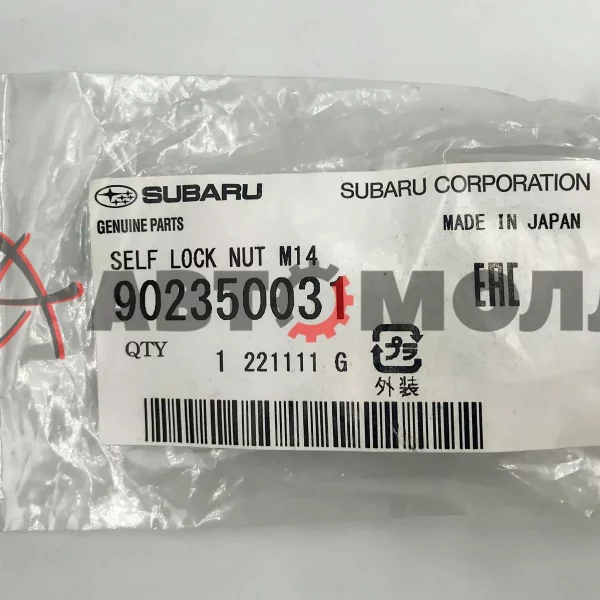 SUBARU SUBARU CORPORATION
GENUINE PARTS MADE IN JAPAN
SELF LOCK NUT M14
902350031 EAC
QTY 1 221111 G プラ
外装
АВТОМОЛЛ